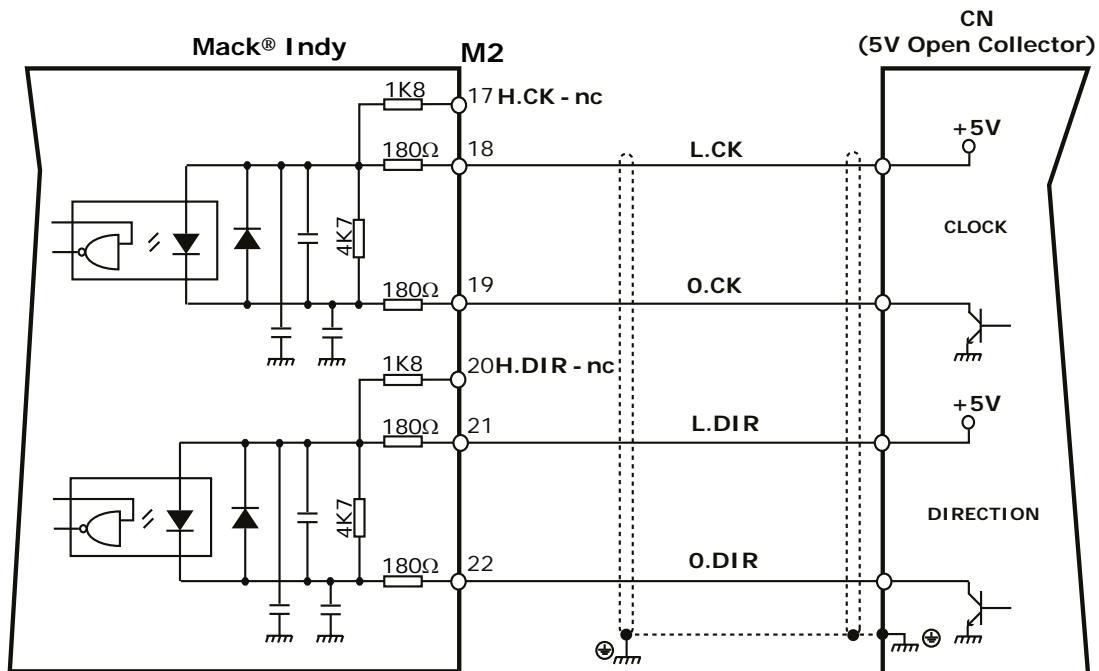 CN
(5V Open Collector)
Mack® Indy
M2
1K8
17 H.CK - nc
180Ω
18
L.CK
+5V
4K7
CLOCK
180Ω
19
0.CK
1K8
20 H.DIR - nc
180Ω
21
L.DIR
+5V
4K7
DIRECTION
180Ω
22
0.DIR